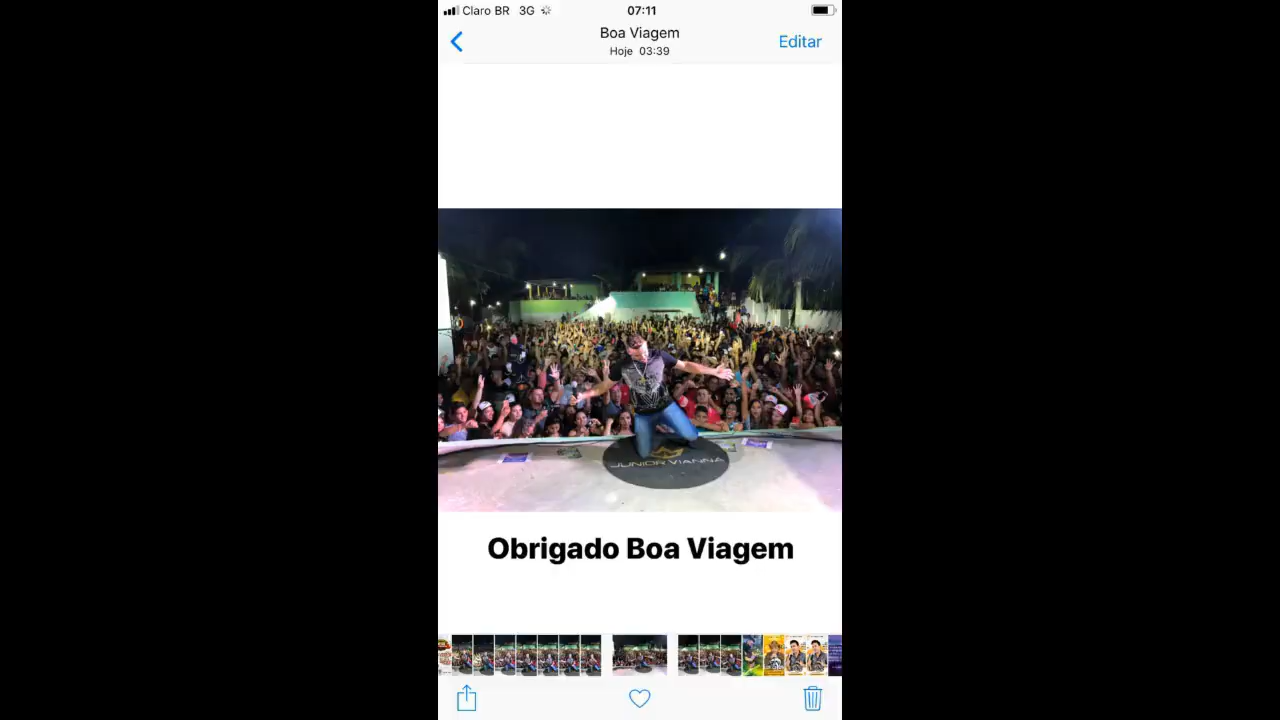 Claro BR 3G 07:11
Boa Viagem
Hoje 03:39
Editar
JUNIOR VIANNA
Obrigado Boa Viagem